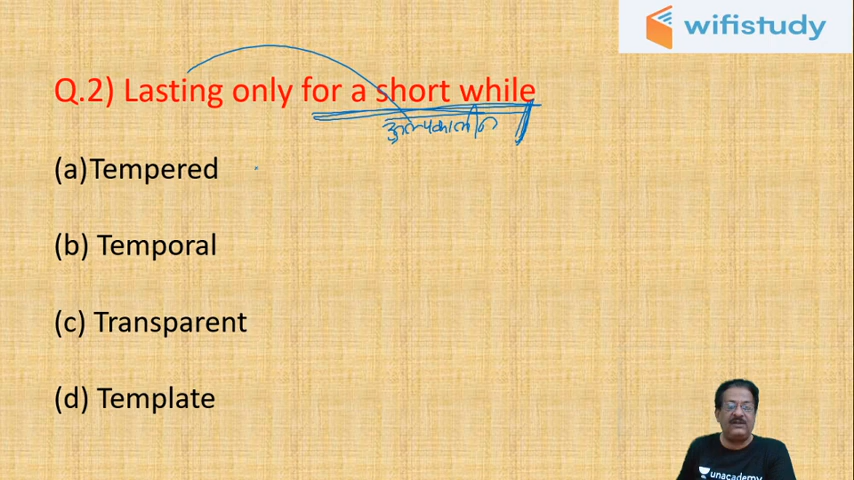 wifistudy
Q.2) Lasting only for a short while
अल्पकालीन
(a)Tempered
(b) Temporal
(c) Transparent
(d) Template
unacademy